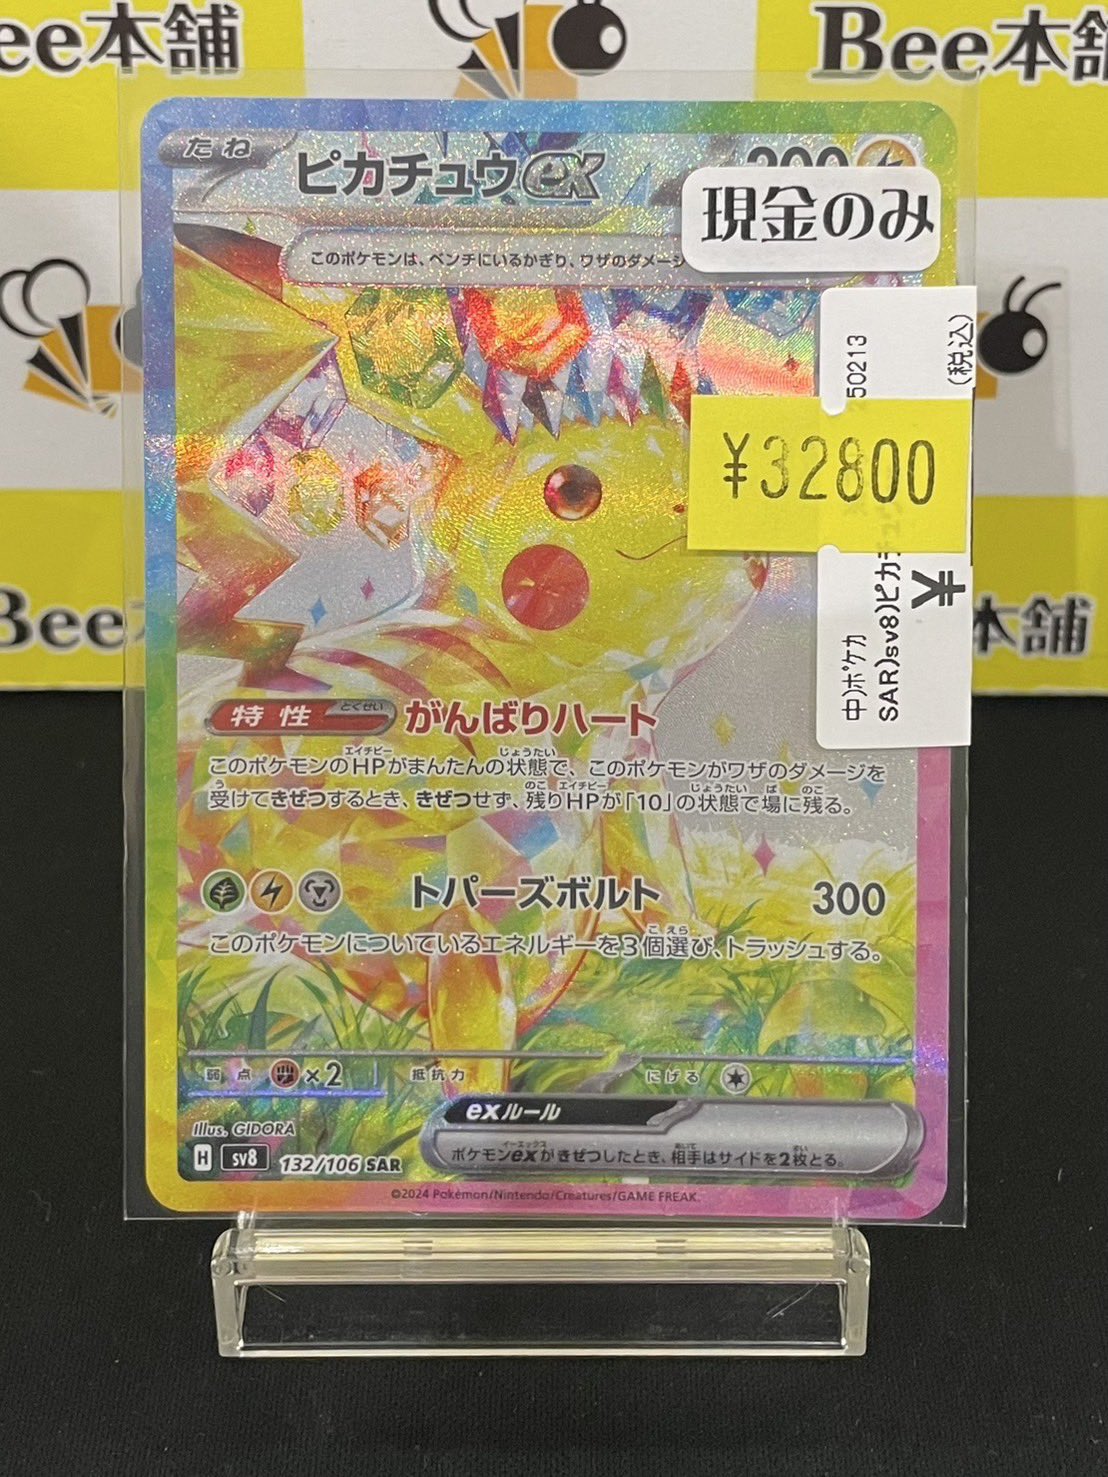 Bee本舗
たね
ピカチュウex
現金のみ
このポケモンは、ベンチにいるかぎり、ワザのダメージ
50213
(税込)
¥32800
¥
中)ポケカ
SAR)sv8)ピカチュ
特性
とくせい
がんばりハート
このポケモンのHPがまんたんの状態で、このポケモンがワザのダメージを
受けてきぜつするとき、きぜつせず、残りHPが「10」の状態で場に残る。
トパーズボルト 300
このポケモンについているエネルギーを3個選び、トラッシュする。
弱点 ×2 抵抗力 にげる
exルール
ポケモンexがきぜつしたとき、相手はサイドを2枚とる。
Illus. GIDORA
H sv8 132/106 SAR
©2024 Pokémon/Nintendo/Creatures/GAME FREAK.